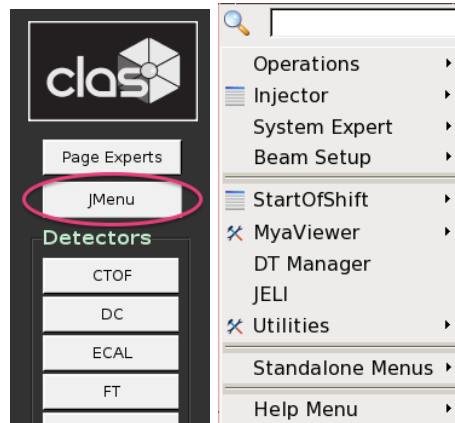 clas
Page Experts
JMenu
Detectors
CTOF
DC
ECAL
FT
Operations
Injector
System Expert
Beam Setup
StartOfShift
MyaViewer
DT Manager
JELI
Utilities
Standalone Menus
Help Menu